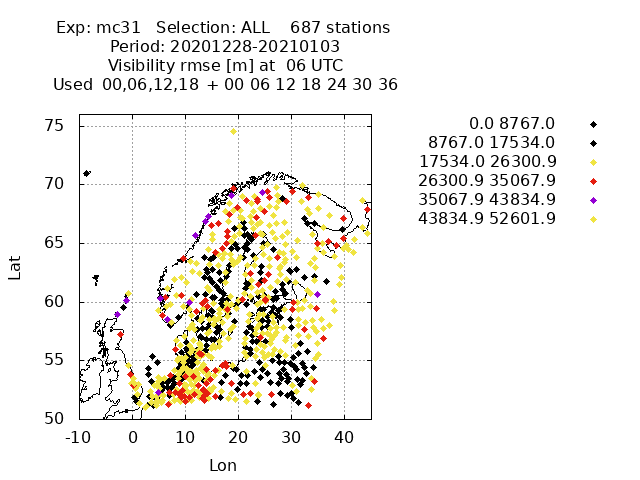 Exp: mc31 Selection: ALL 687 stations
Period: 20201228-20210103
Visibility rmse [m] at 06 UTC
Used 00,06,12,18 + 00 06 12 18 24 30 36
0.0 8767.0
8767.0 17534.0
17534.0 26300.9
26300.9 35067.9
35067.9 43834.9
43834.9 52601.9
75
70
65
60
55
50
-10 0 10 20 30 40
Lat
Lon